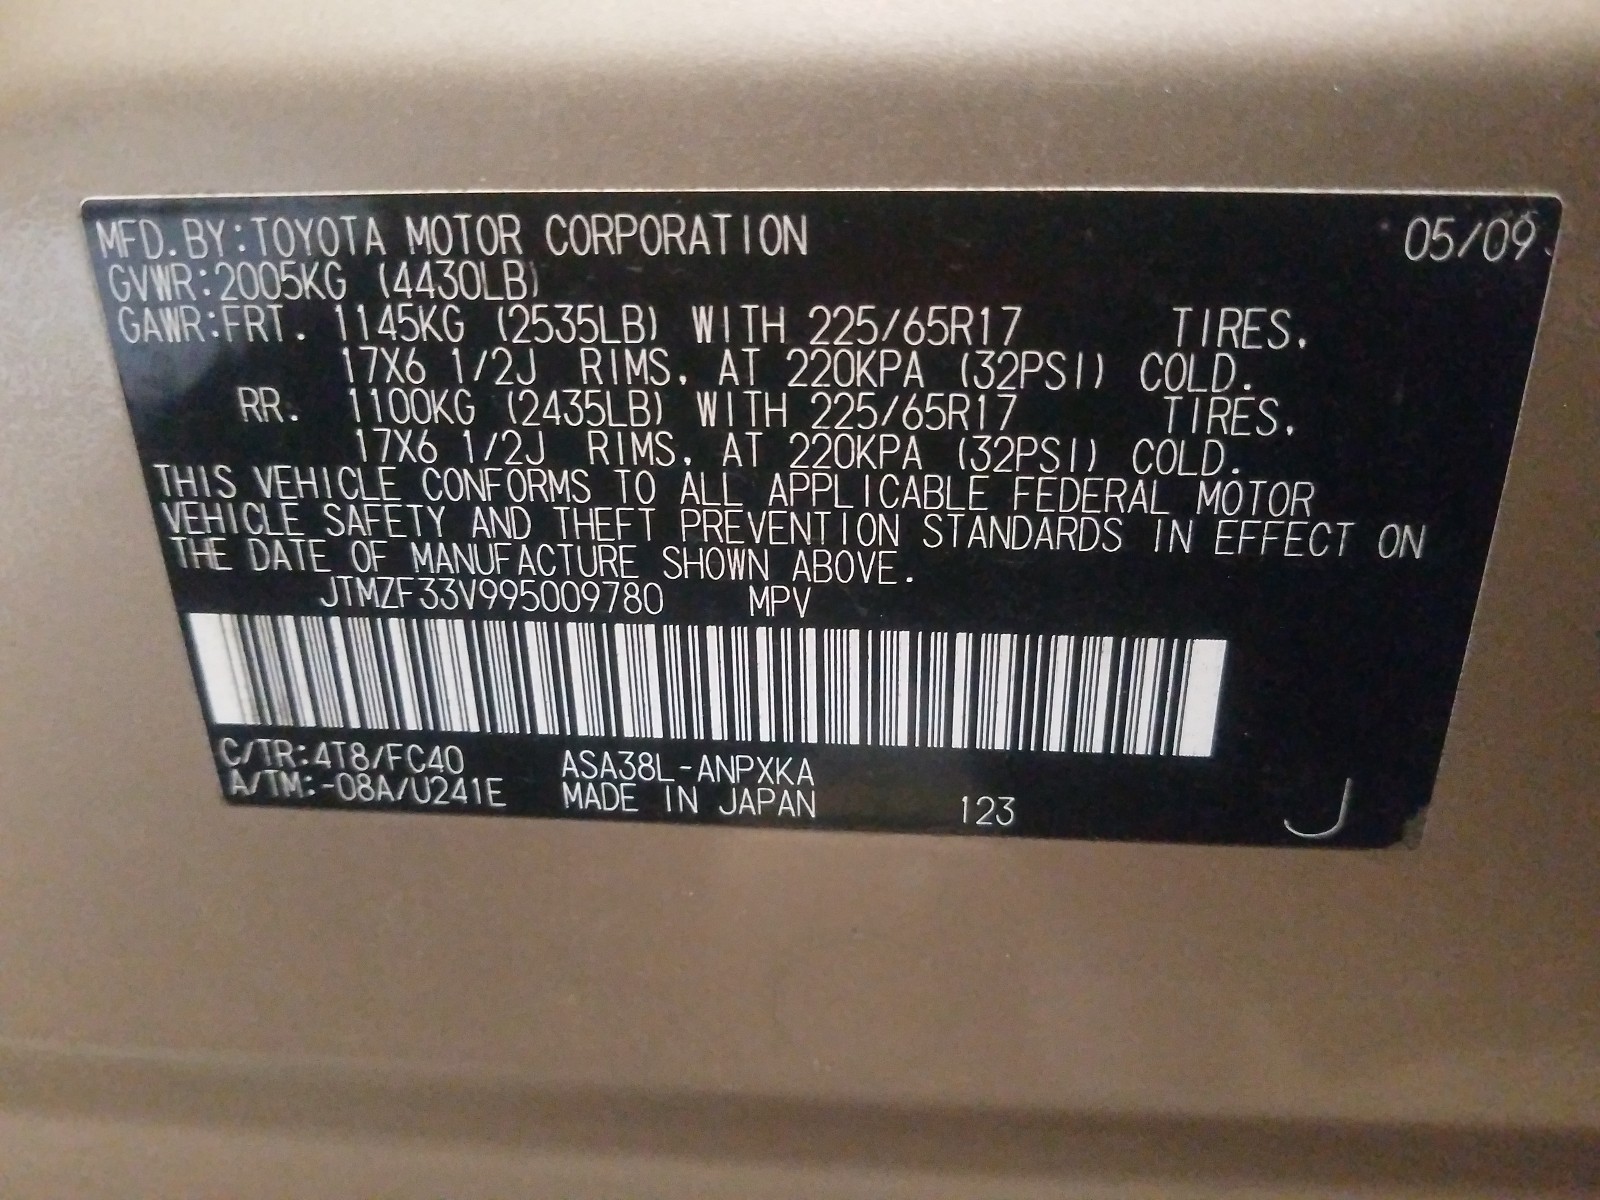 MFD.BY:TOYOTA MOTOR CORPORATION 05/09
GVWR:2005KG (4430LB)
GAWR:FRT. 1145KG (2535LB) WITH 225/65R17 TIRES,
17X6 1/2J RIMS, AT 220KPA (32PSI) COLD.
RR. 1100KG (2435LB) WITH 225/65R17 TIRES,
17X6 1/2J RIMS, AT 220KPA (32PSI) COLD.
THIS VEHICLE CONFORMS TO ALL APPLICABLE FEDERAL MOTOR
VEHICLE SAFETY AND THEFT PREVENTION STANDARDS IN EFFECT ON
THE DATE OF MANUFACTURE SHOWN ABOVE.
JTMZF33V995009780 MPV
C/TR:4T8/FC40 ASA38L-ANPXKA
A/TM:-08A/U241E MADE IN JAPAN 123 J